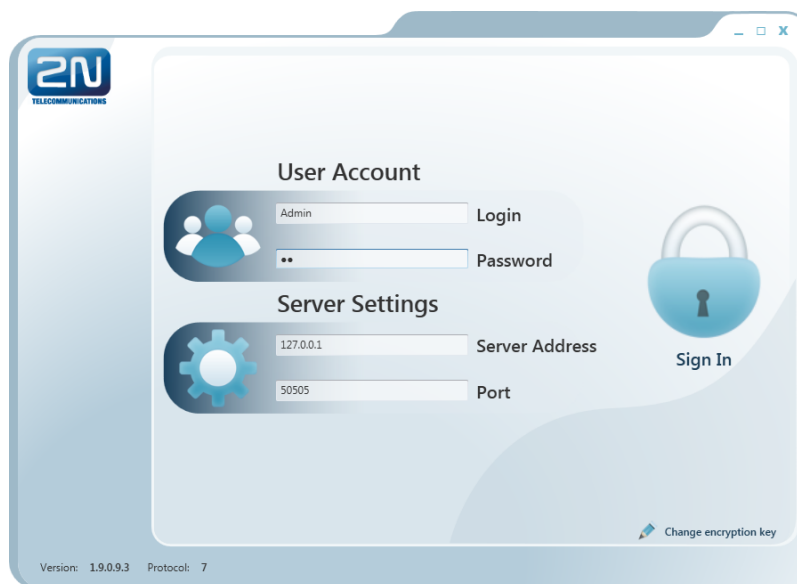 2N
TELECOMMUNICATIONS
User Account
Admin Login
•• Password
Server Settings
127.0.0.1 Server Address
50505 Port
Sign In
Change encryption key
Version: 1.9.0.9.3 Protocol: 7